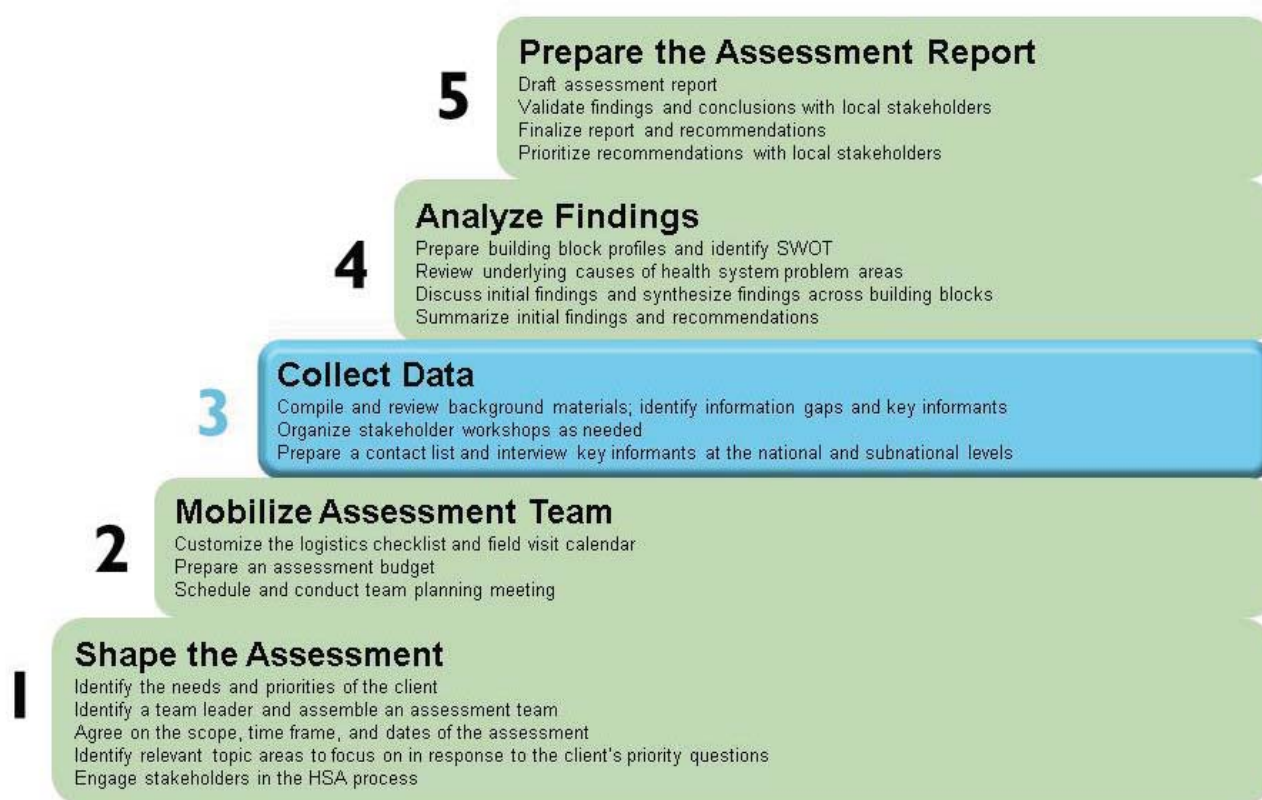 5
Prepare the Assessment Report
Draft assessment report
Validate findings and conclusions with local stakeholders
Finalize report and recommendations
Prioritize recommendations with local stakeholders
4
Analyze Findings
Prepare building block profiles and identify SWOT
Review underlying causes of health system problem areas
Discuss initial findings and synthesize findings across building blocks
Summarize initial findings and recommendations
3
Collect Data
Compile and review background materials; identify information gaps and key informants
Organize stakeholder workshops as needed
Prepare a contact list and interview key informants at the national and subnational levels
2
Mobilize Assessment Team
Customize the logistics checklist and field visit calendar
Prepare an assessment budget
Schedule and conduct team planning meeting
1
Shape the Assessment
Identify the needs and priorities of the client
Identify a team leader and assemble an assessment team
Agree on the scope, time frame, and dates of the assessment
Identify relevant topic areas to focus on in response to the client's priority questions
Engage stakeholders in the HSA process